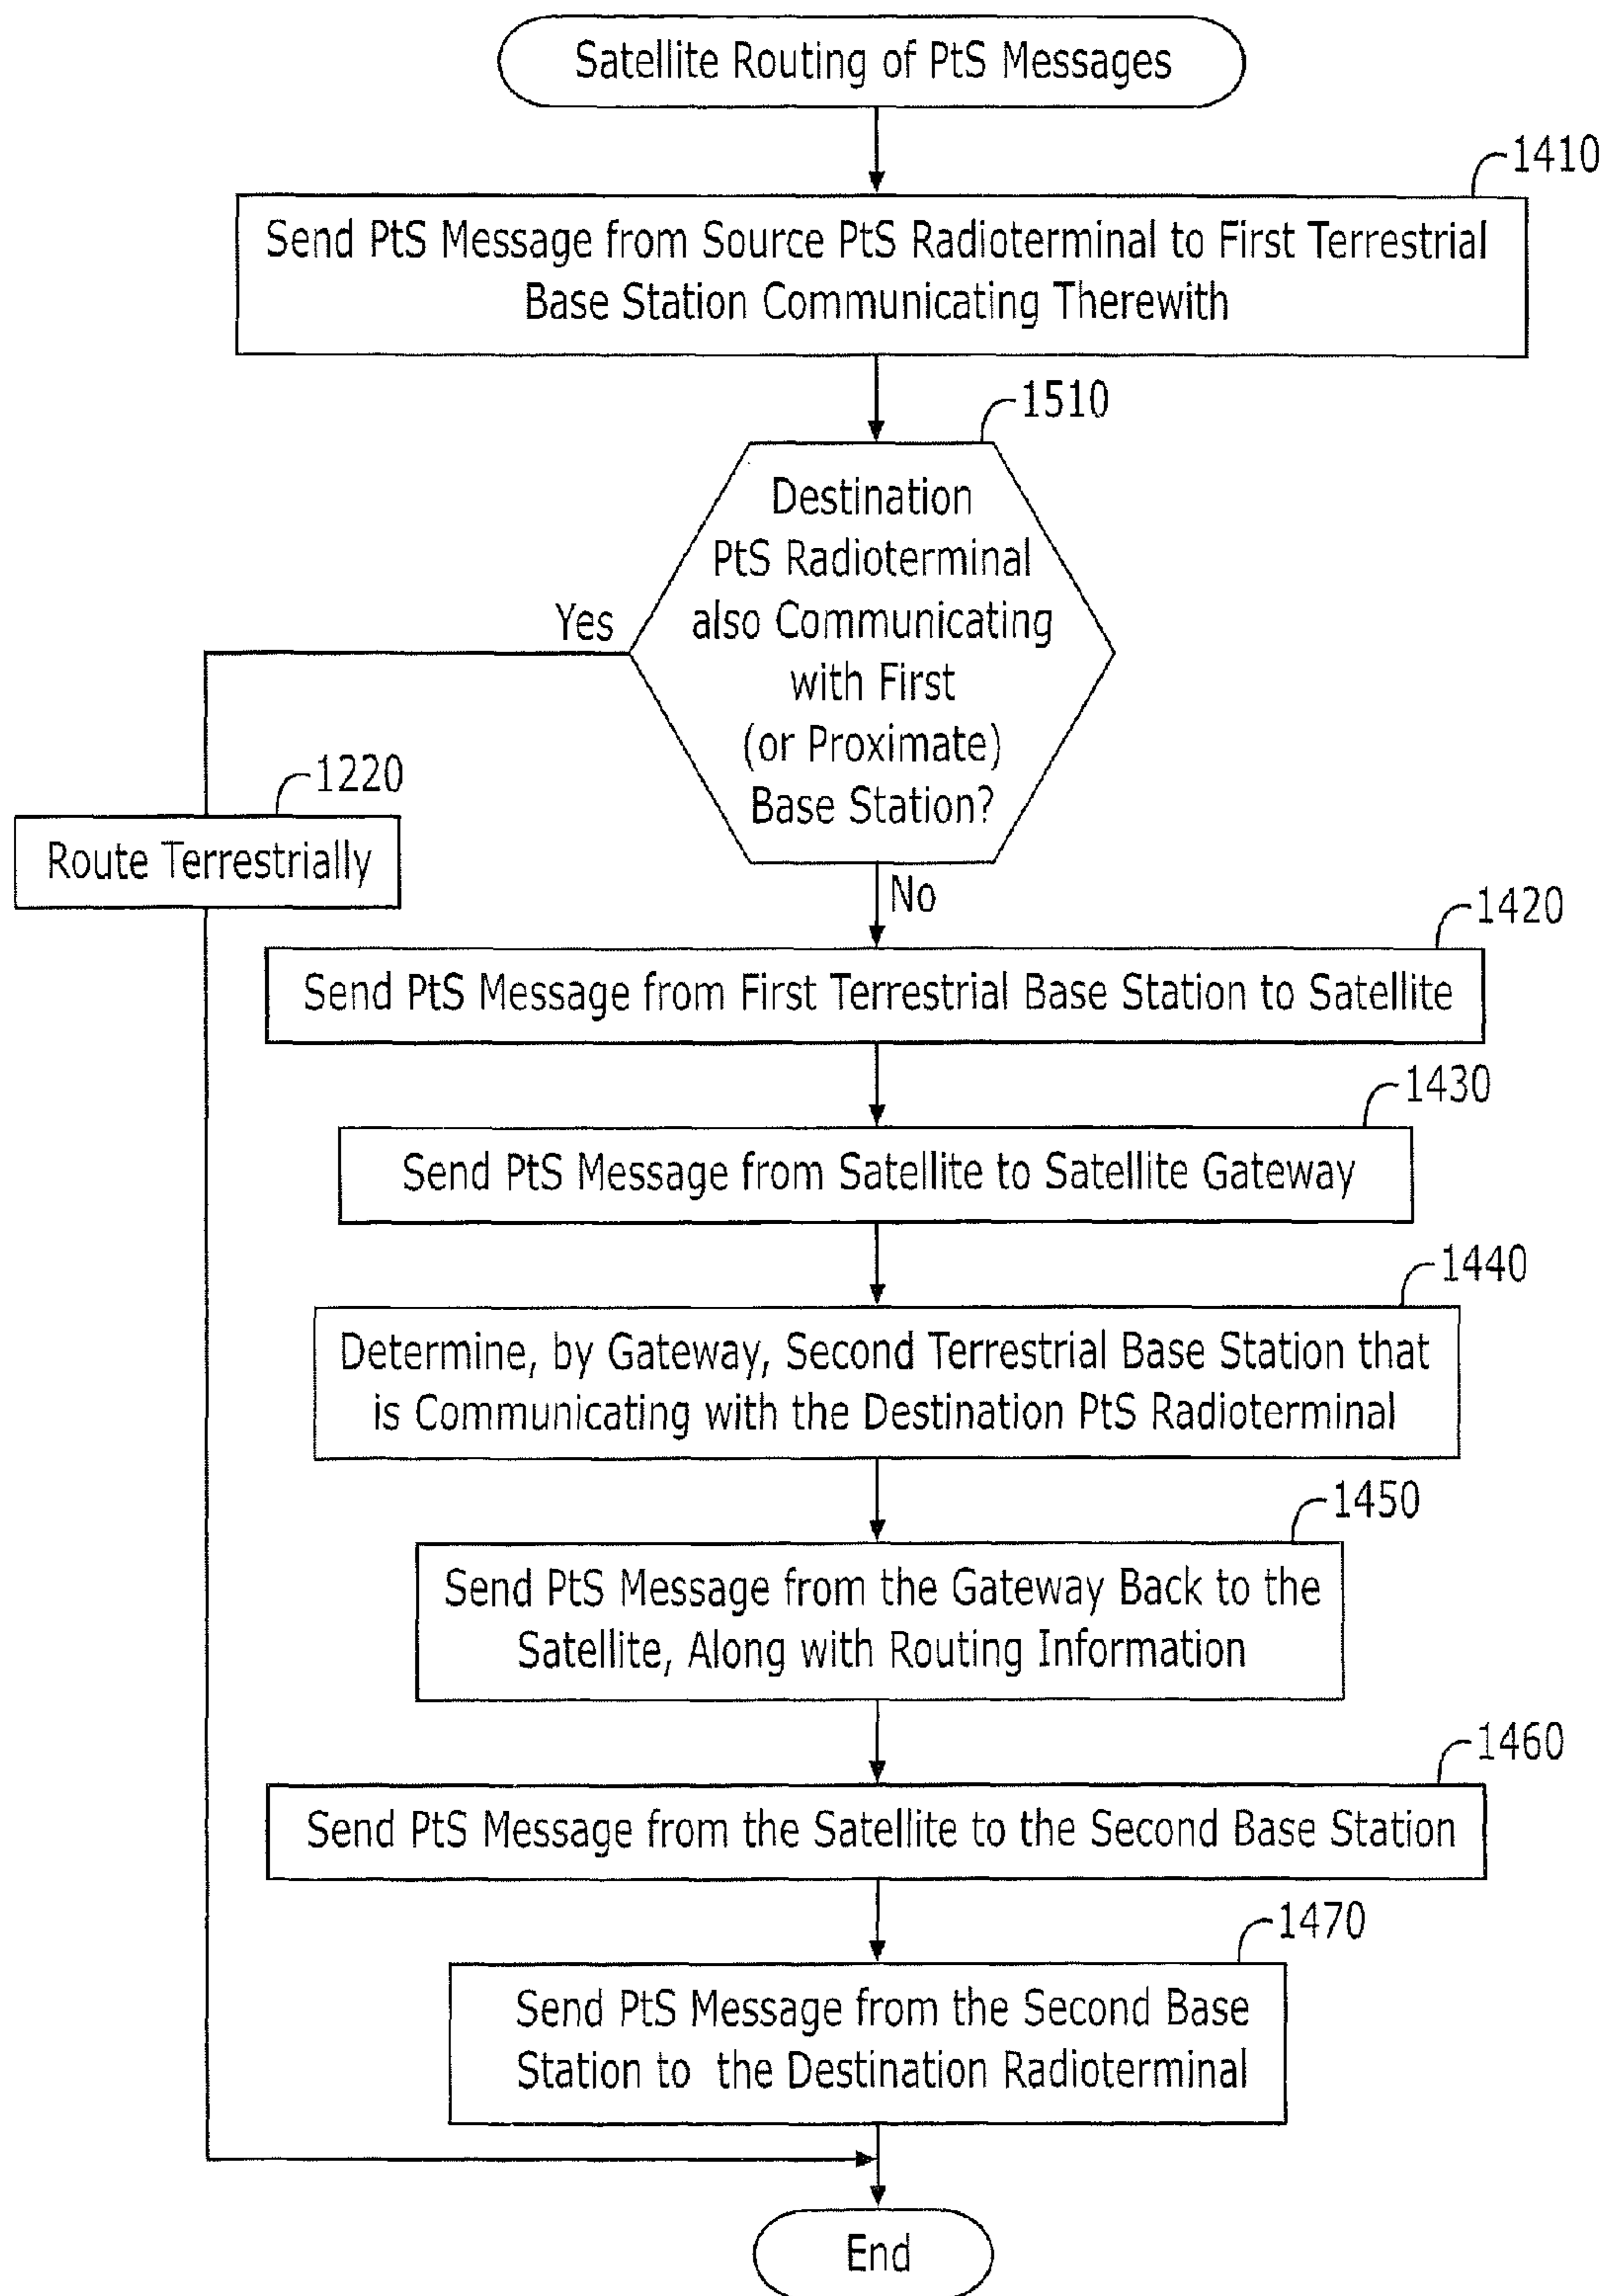 Satellite Routing of PtS Messages
1410
Send PtS Message from Source PtS Radioterminal to First Terrestrial
Base Station Communicating Therewith
1510
Destination
PtS Radioterminal
also Communicating
with First
(or Proximate)
Base Station?
Yes
1220
Route Terrestrially
No
1420
Send PtS Message from First Terrestrial Base Station to Satellite
1430
Send PtS Message from Satellite to Satellite Gateway
1440
Determine, by Gateway, Second Terrestrial Base Station that
is Communicating with the Destination PtS Radioterminal
1450
Send PtS Message from the Gateway Back to the
Satellite, Along with Routing Information
1460
Send PtS Message from the Satellite to the Second Base Station
1470
Send PtS Message from the Second Base
Station to the Destination Radioterminal
End